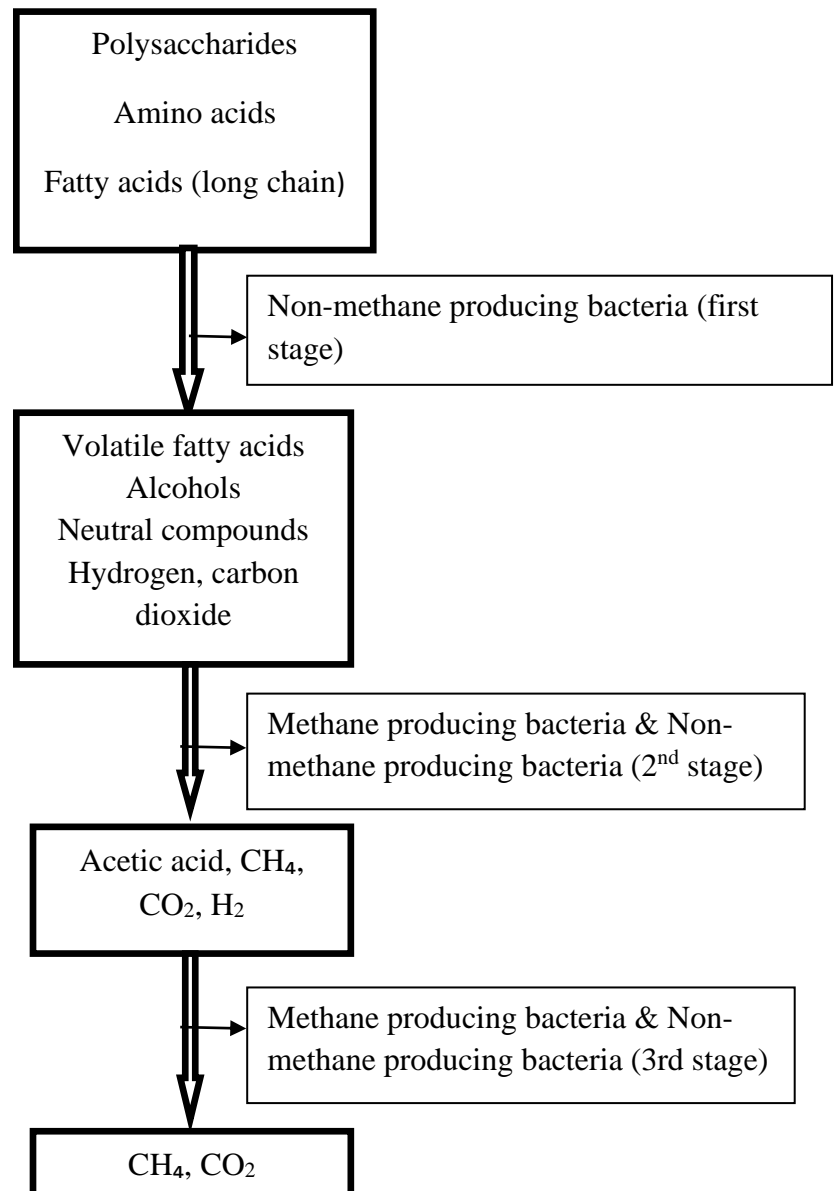 Polysaccharides
Amino acids
Fatty acids (long chain)
Non-methane producing bacteria (first
stage)
Volatile fatty acids
Alcohols
Neutral compounds
Hydrogen, carbon
dioxide
Methane producing bacteria & Non-
methane producing bacteria (2nd stage)
Acetic acid, CH₄,
CO₂, H₂
Methane producing bacteria & Non-
methane producing bacteria (3rd stage)
CH₄, CO₂